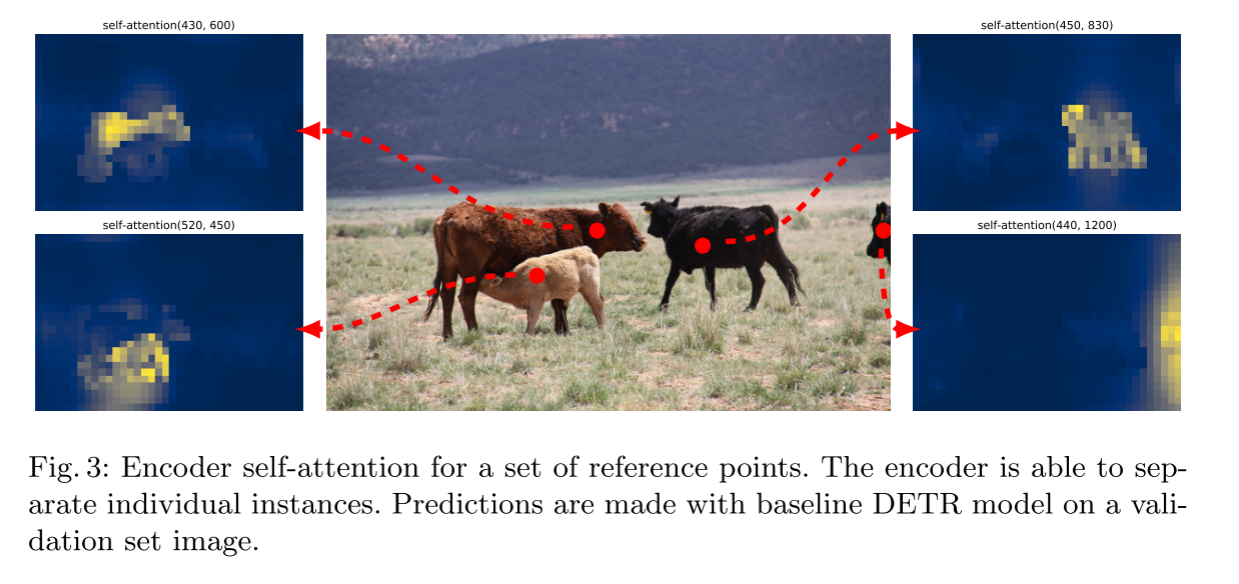 self-attention(430, 600)
self-attention(450, 830)
self-attention(520, 450)
self-attention(440, 1200)
Fig. 3: Encoder self-attention for a set of reference points. The encoder is able to sep-
arate individual instances. Predictions are made with baseline DETR model on a vali-
dation set image.